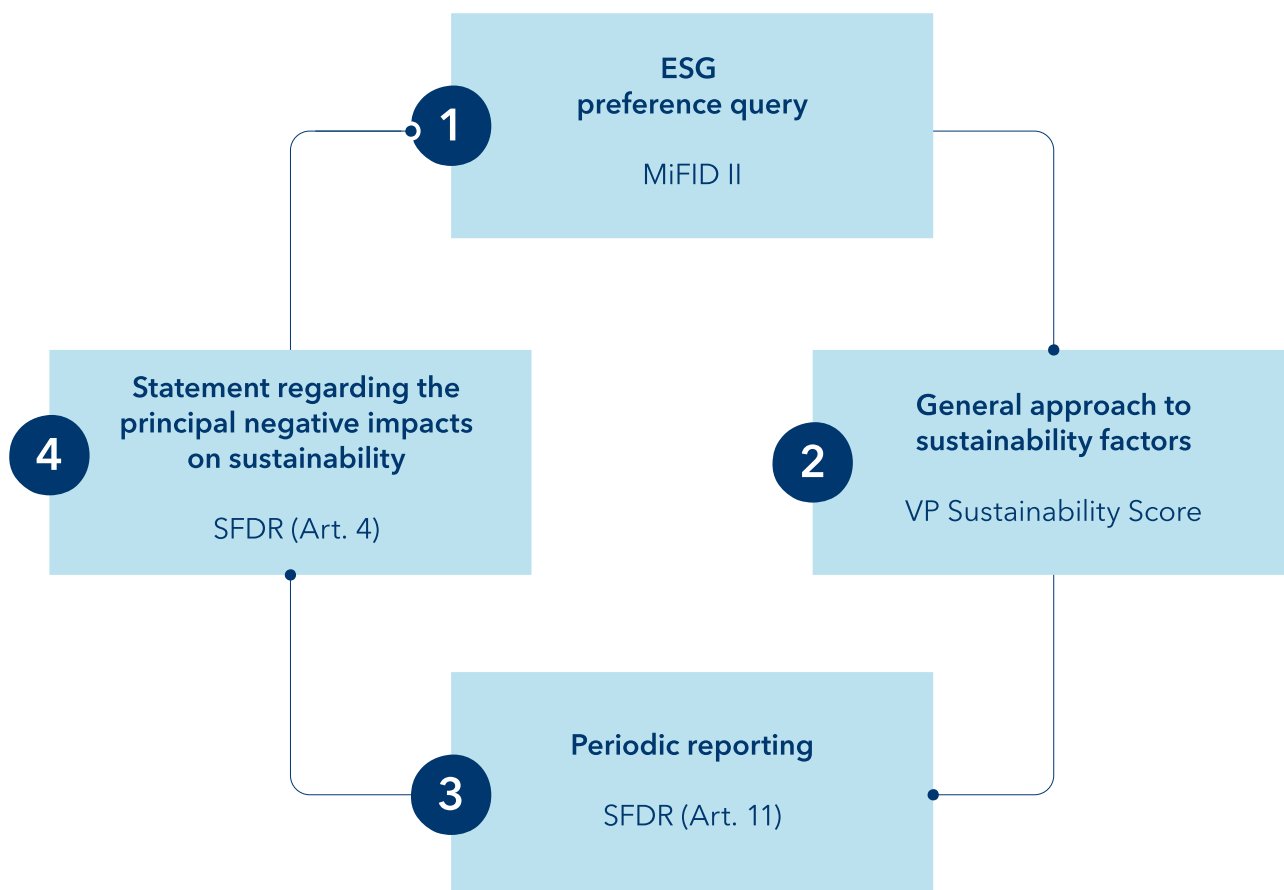 1
ESG
preference query
MiFID II
2
General approach to
sustainability factors
VP Sustainability Score
3
Periodic reporting
SFDR (Art. 11)
4
Statement regarding the
principal negative impacts
on sustainability
SFDR (Art. 4)